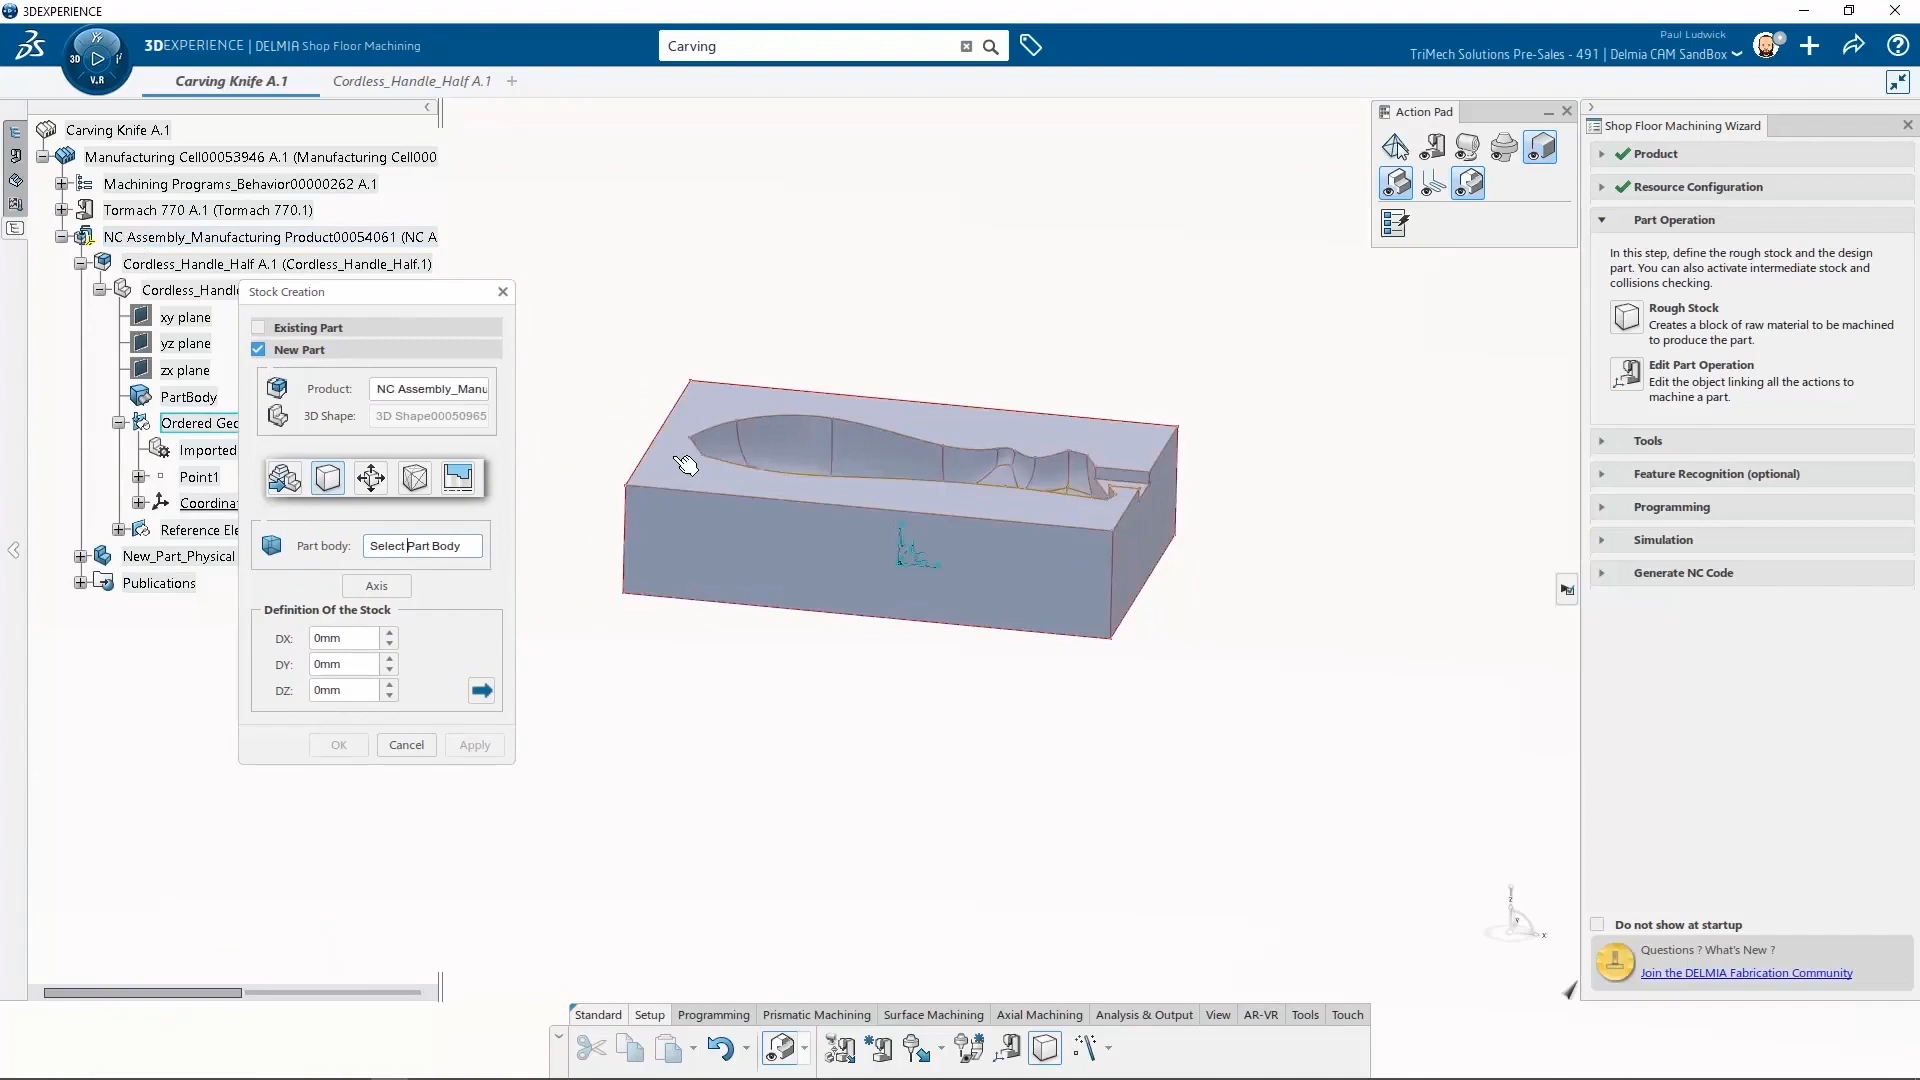 3DEXPERIENCE
3D
V.R
3DEXPERIENCE | DELMIA Shop Floor Machining
Carving
Paul Ludwick
TriMech Solutions Pre-Sales - 491 | Delmia CAM SandBox
Carving Knife A.1
Cordless_Handle_Half A.1
Carving Knife A.1
Manufacturing Cell00053946 A.1 (Manufacturing Cell000
Machining Programs_Behavior00000262 A.1
Tormach 770 A.1 (Tormach 770.1)
NC Assembly_Manufacturing Product00054061 (NC A
Cordless_Handle_Half A.1 (Cordless_Handle_Half.1)
Cordless_Handle
xy plane
yz plane
zx plane
PartBody
Ordered Geo
Imported
Point1
Coordina
Reference Ele
New_Part_Physical
Publications
Stock Creation
Existing Part
New Part
Product: NC Assembly_Manu
3D Shape: 3D Shape00050965
Part body: Select Part Body
Axis
Definition Of the Stock
DX: 0mm
DY: 0mm
DZ: 0mm
OK
Cancel
Apply
Action Pad
Shop Floor Machining Wizard
Product
Resource Configuration
Part Operation
In this step, define the rough stock and the design
part. You can also activate intermediate stock and
collisions checking.
Rough Stock
Creates a block of raw material to be machined
to produce the part.
Edit Part Operation
Edit the object linking all the actions to
machine a part.
Tools
Feature Recognition (optional)
Programming
Simulation
Generate NC Code
Do not show at startup
Questions ? What's New ?
Join the DELMIA Fabrication Community
z
Y
x
Standard
Setup
Programming
Prismatic Machining
Surface Machining
Axial Machining
Analysis & Output
View
AR-VR
Tools
Touch